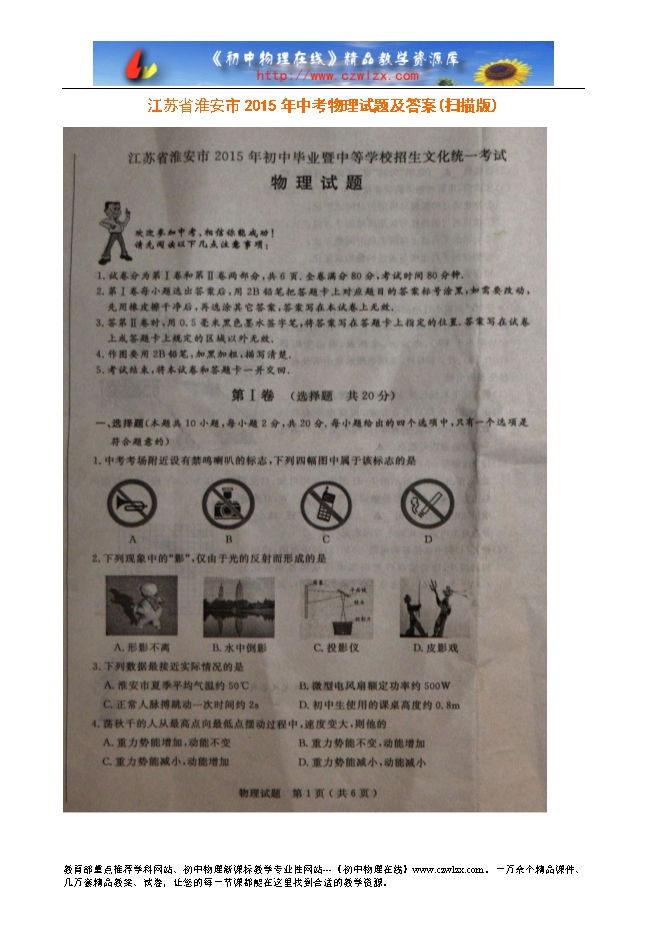 《初中物理在线》精品教学资源库
http://www.czwlzx.com
江苏省淮安市2015年中考物理试题及答案(扫描版)
江苏省淮安市2015年初中毕业暨中等学校招生文化统一考试
物理试题
欢迎参加中考,相信你能成功!
请先阅读以下几点注意事项:
1.试卷分为第Ⅰ卷和第Ⅱ卷两部分,共6页.全卷满分80分,考试时间80分钟.
2.第Ⅰ卷每小题选出答案后,用2B铅笔把答题卡上对应题目的答案标号涂黑,如需要改动,
先用橡皮擦干净后,再选涂其它答案,答案写在本试卷上无效.
3.答第Ⅱ卷时,用0.5毫米黑色墨水签字笔,将答案写在答题卡上指定的位置.答案写在试卷
上或答题卡上规定的区域以外无效.
4.作图要用2B铅笔,加黑加粗,描写清楚.
5.考试结束,将本试卷和答题卡一并交回.
第Ⅰ卷 (选择题 共20分)
一、选择题(本题共10小题,每小题2分,共20分.每小题给出的四个选项中,只有一个选项是
符合题意的)
1.中考考场附近设有禁鸣喇叭的标志,下列四幅图中属于该标志的是
A B C D
2.下列现象中的“影”,仅由于光的反射而形成的是
A.形影不离 B.水中倒影 C.投影仪 D.皮影戏
3.下列数据最接近实际情况的是
A.淮安市夏季平均气温约50℃ B.微型电风扇额定功率约500W
C.正常人脉搏跳动一次时间约2s D.初中生使用的课桌高度约0.8m
4.荡秋千的人从最高点向最低点摆动过程中,速度变大,则他的
A.重力势能增加,动能不变 B.重力势能不变,动能增加
C.重力势能减小,动能增加 D.重力势能减小,动能减小
物理试题 第1页(共6页)
教育部重点推荐学科网站、初中物理新课标教学专业性网站---《初中物理在线》www.czwlzx.com。一万余个精品课件、
几万套精品教案、试卷,让您的每一节课都能在这里找到合适的教学资源。